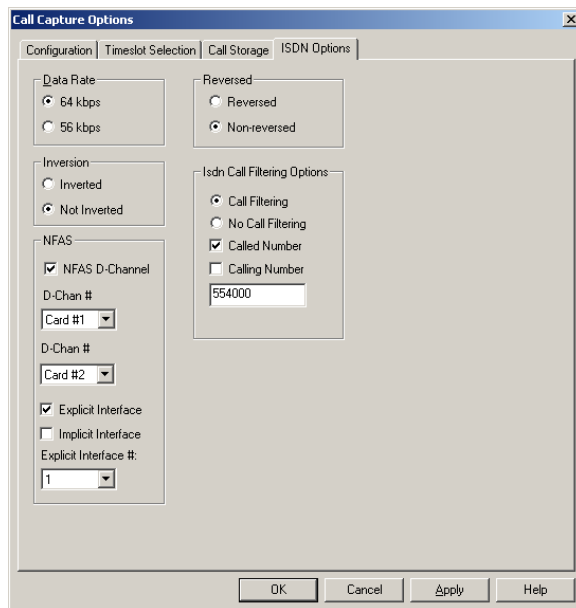 Call Capture Options
Configuration
Timeslot Selection
Call Storage
ISDN Options
Data Rate
64 kbps
56 kbps
Inversion
Inverted
Not Inverted
NFAS
NFAS D-Channel
D-Chan #
Card #1
D-Chan #
Card #2
Explicit Interface
Implicit Interface
Explicit Interface #:
1
Reversed
Reversed
Non-reversed
Isdn Call Filtering Options
Call Filtering
No Call Filtering
Called Number
Calling Number
554000
OK
Cancel
Apply
Help